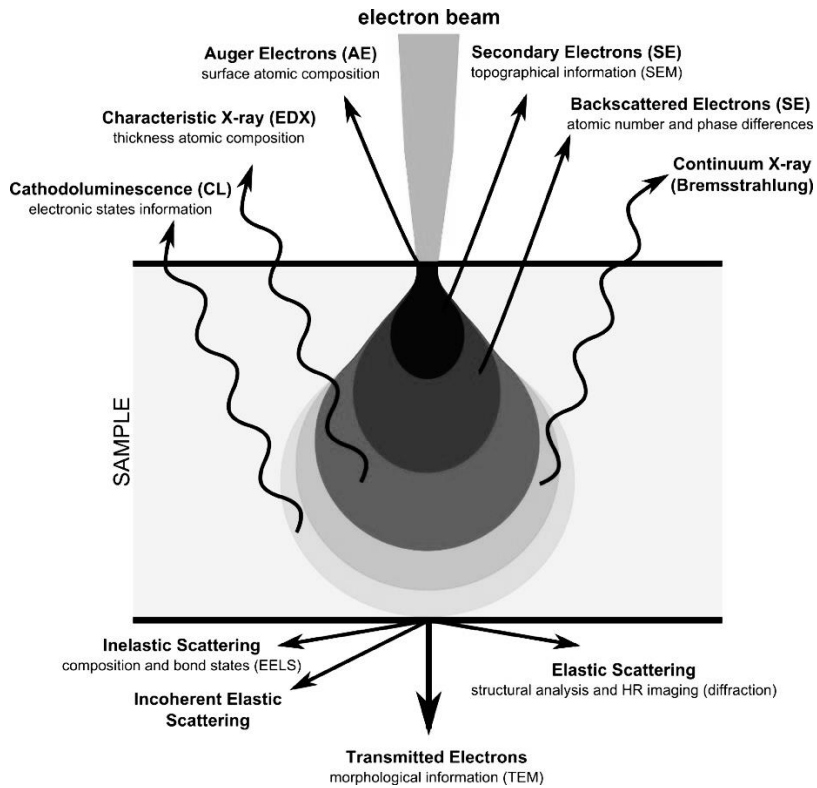 electron beam
Auger Electrons (AE)
surface atomic composition
Secondary Electrons (SE)
topographical information (SEM)
Characteristic X-ray (EDX)
thickness atomic composition
Backscattered Electrons (SE)
atomic number and phase differences
Cathodoluminescence (CL)
electronic states information
Continuum X-ray
(Bremsstrahlung)
SAMPLE
Inelastic Scattering
composition and bond states (EELS)
Incoherent Elastic
Scattering
Elastic Scattering
structural analysis and HR imaging (diffraction)
Transmitted Electrons
morphological information (TEM)